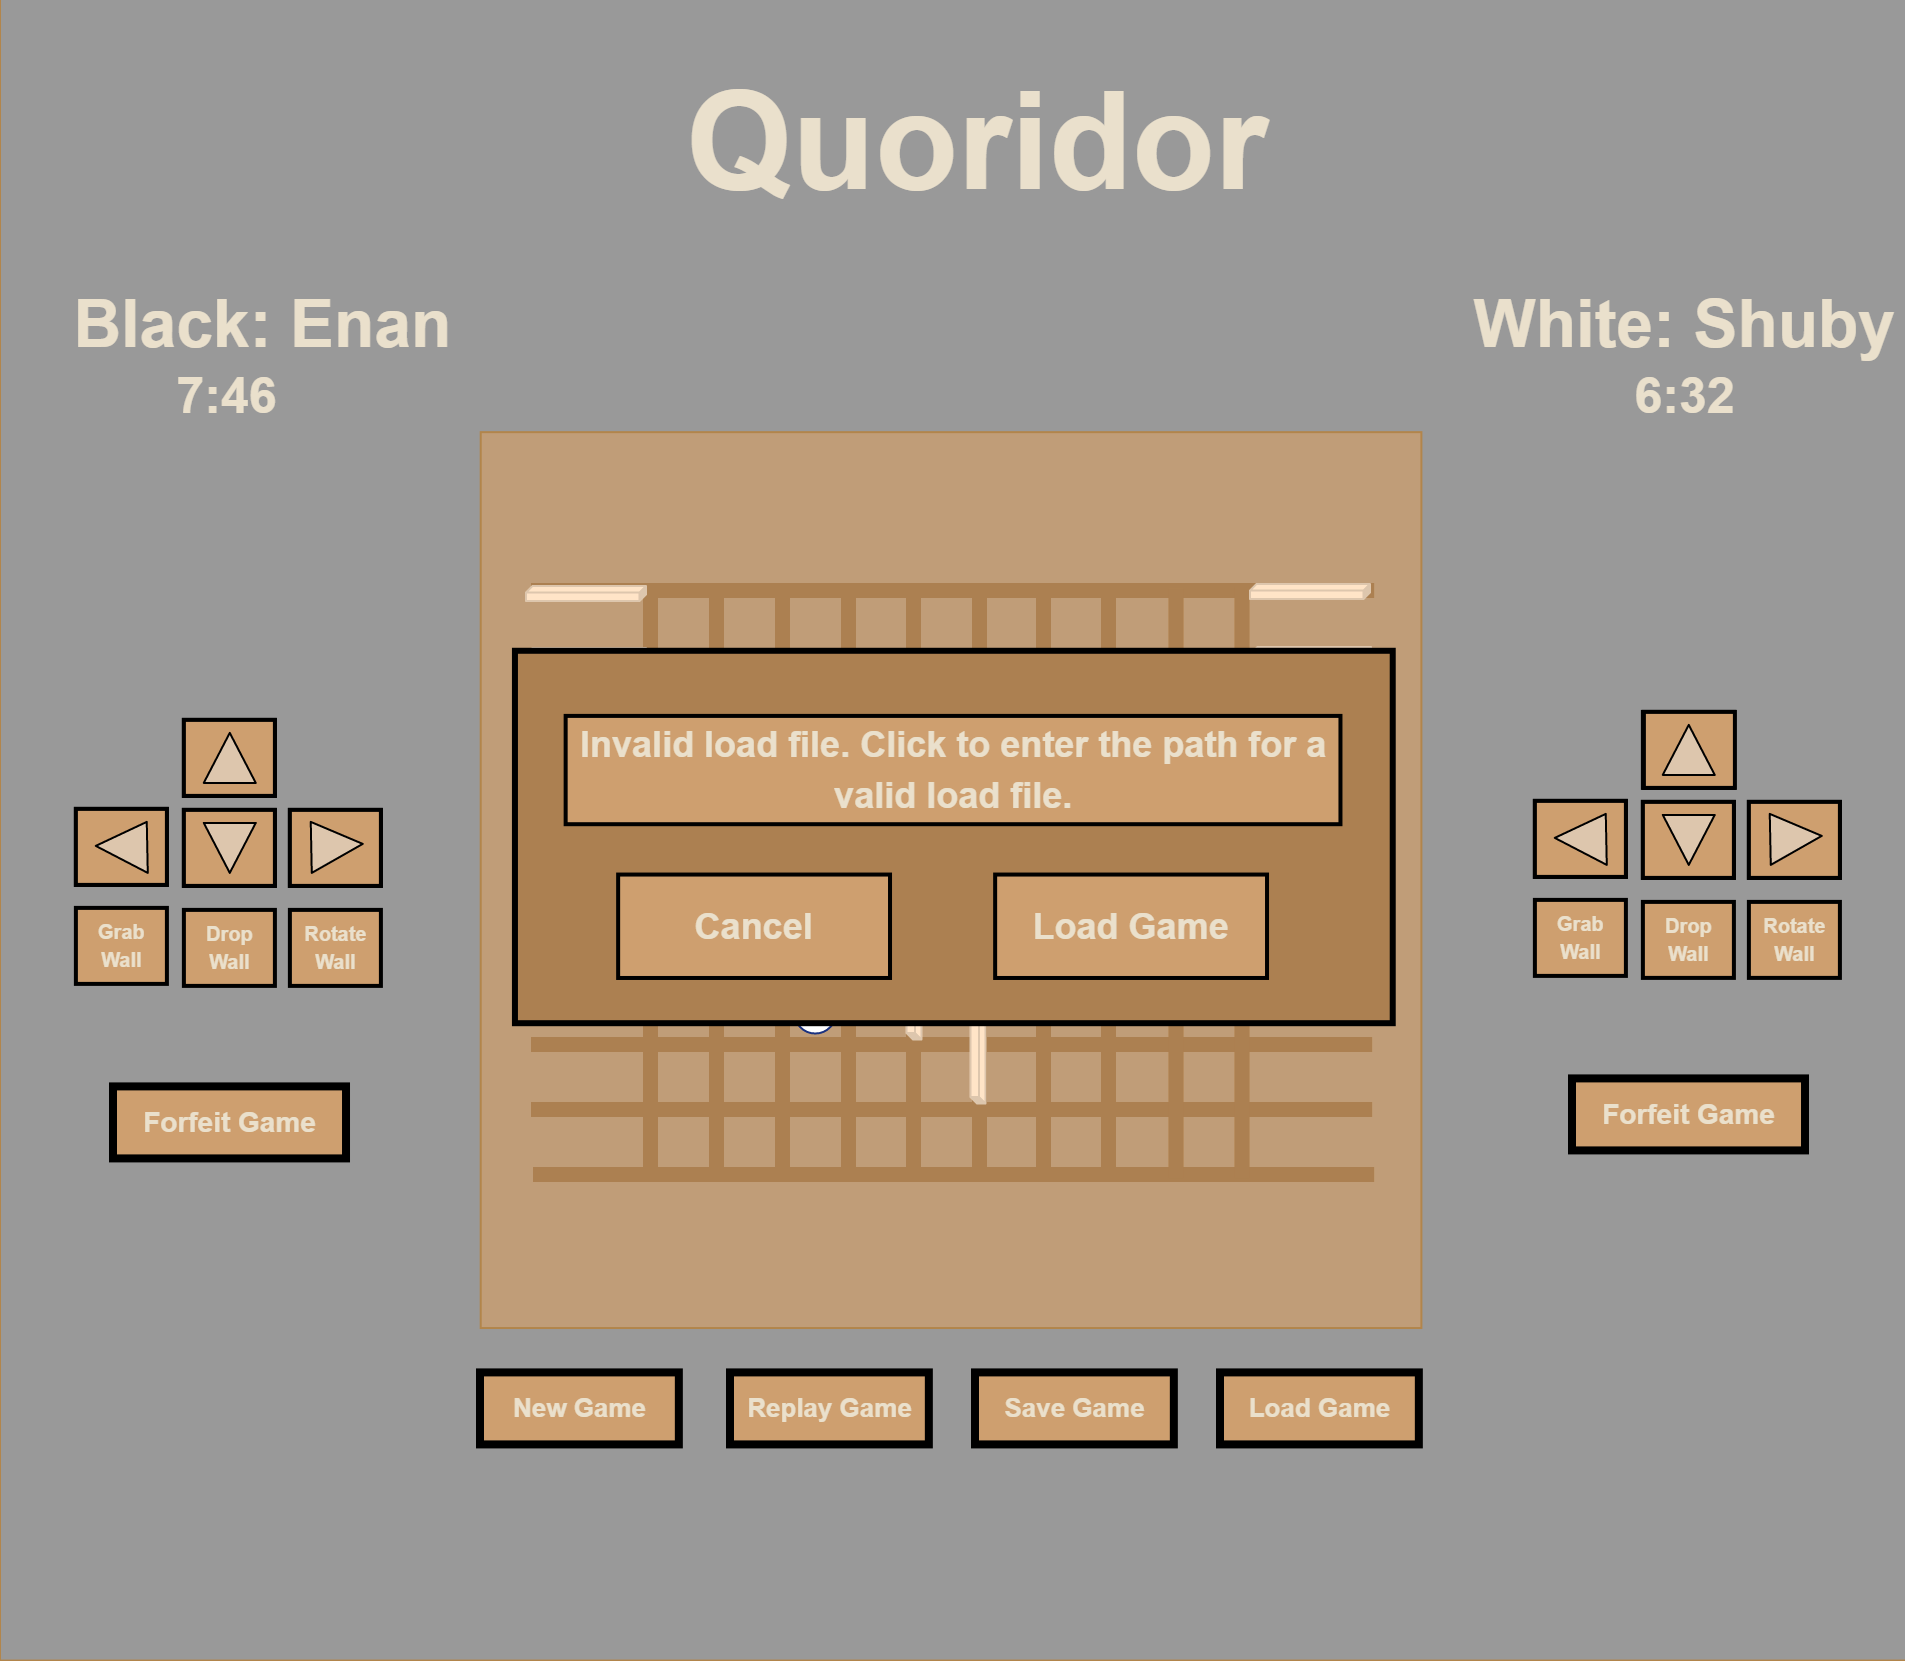 Quoridor
Black: Enan
7:46
White: Shuby
6:32
Invalid load file. Click to enter the path for a
valid load file.
Cancel
Load Game
Grab
Wall
Drop
Wall
Rotate
Wall
Grab
Wall
Drop
Wall
Rotate
Wall
Forfeit Game
Forfeit Game
New Game
Replay Game
Save Game
Load Game